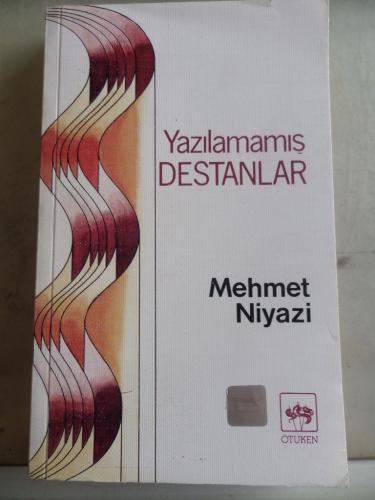 Yazılamamış
DESTANLAR
Mehmet
Niyazi
ÖTÜKEN